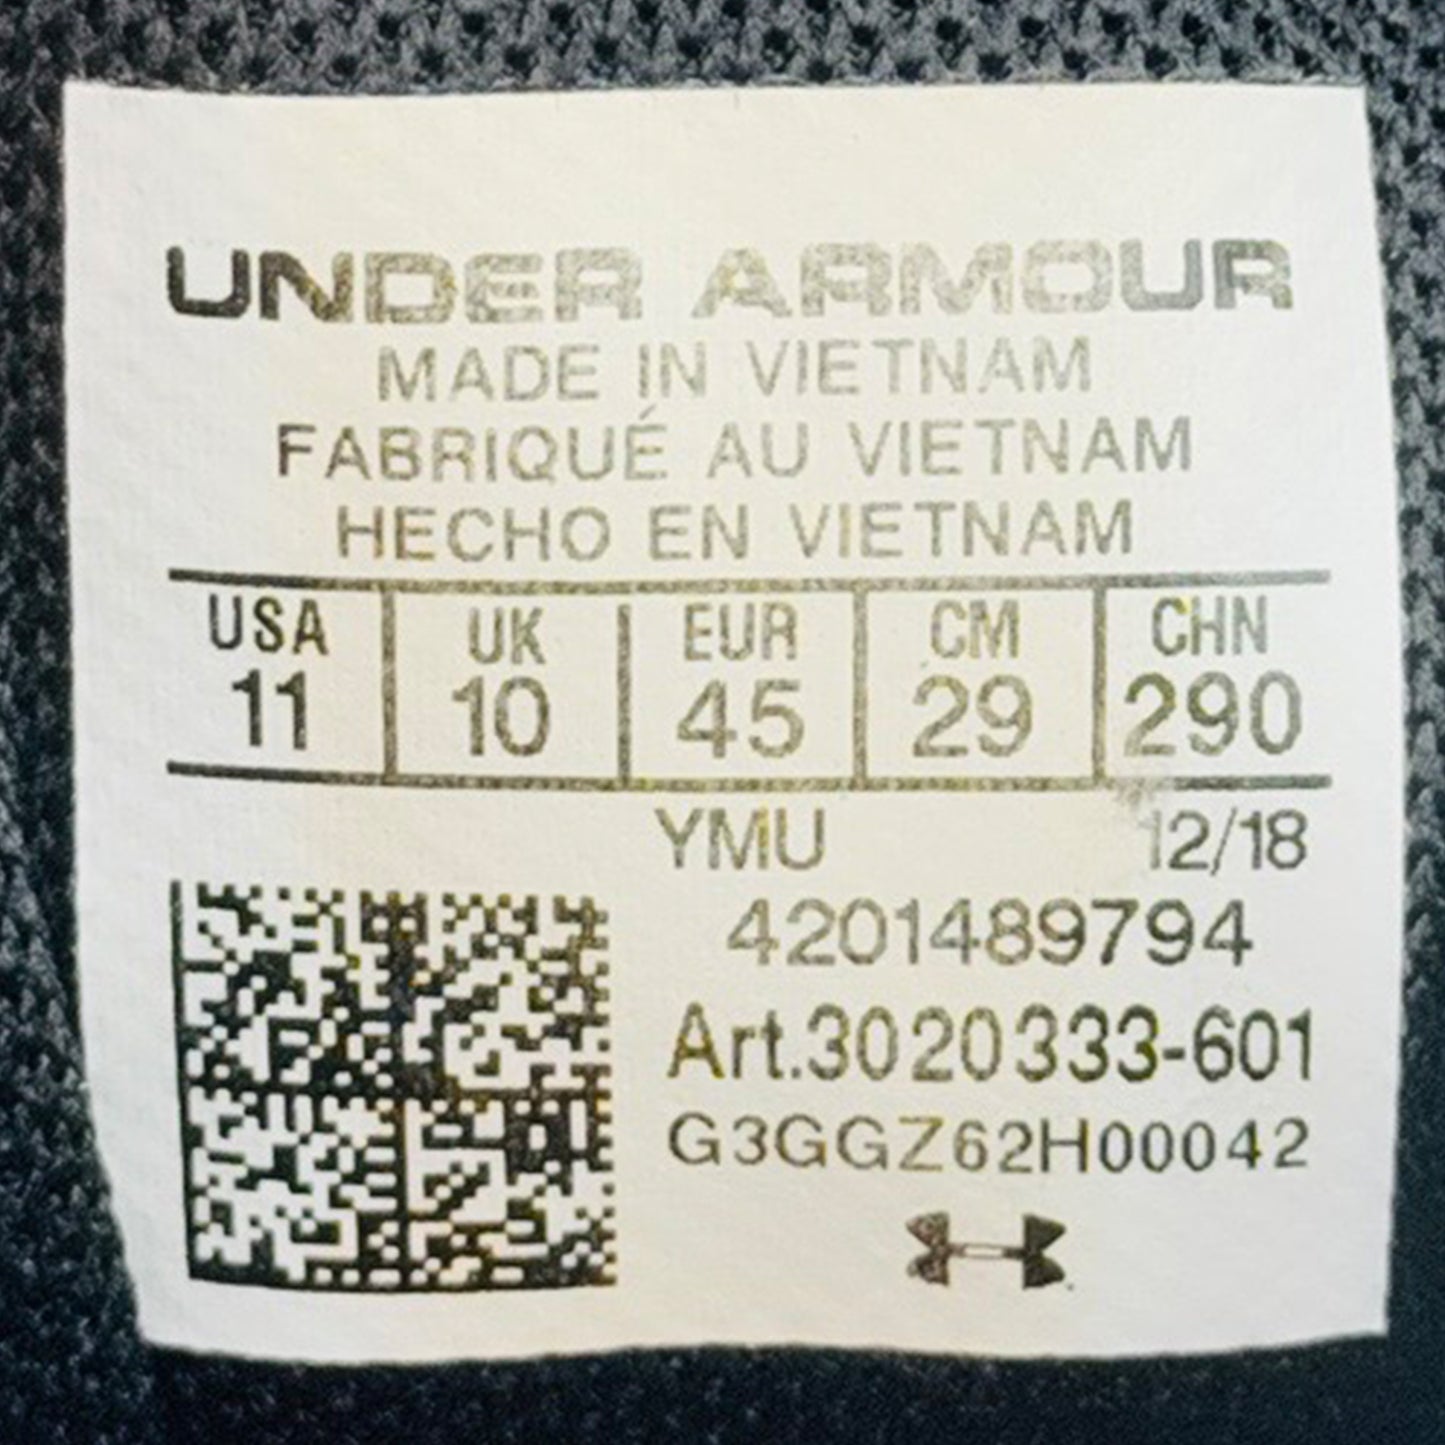 UNDER ARMOUR
MADE IN VIETNAM
FABRIQUÉ AU VIETNAM
HECHO EN VIETNAM
USA UK EUR CM CHN
11 10 45 29 290
YMU 12/18
4201489794
Art.3020333-601
G3GGZ62H00042